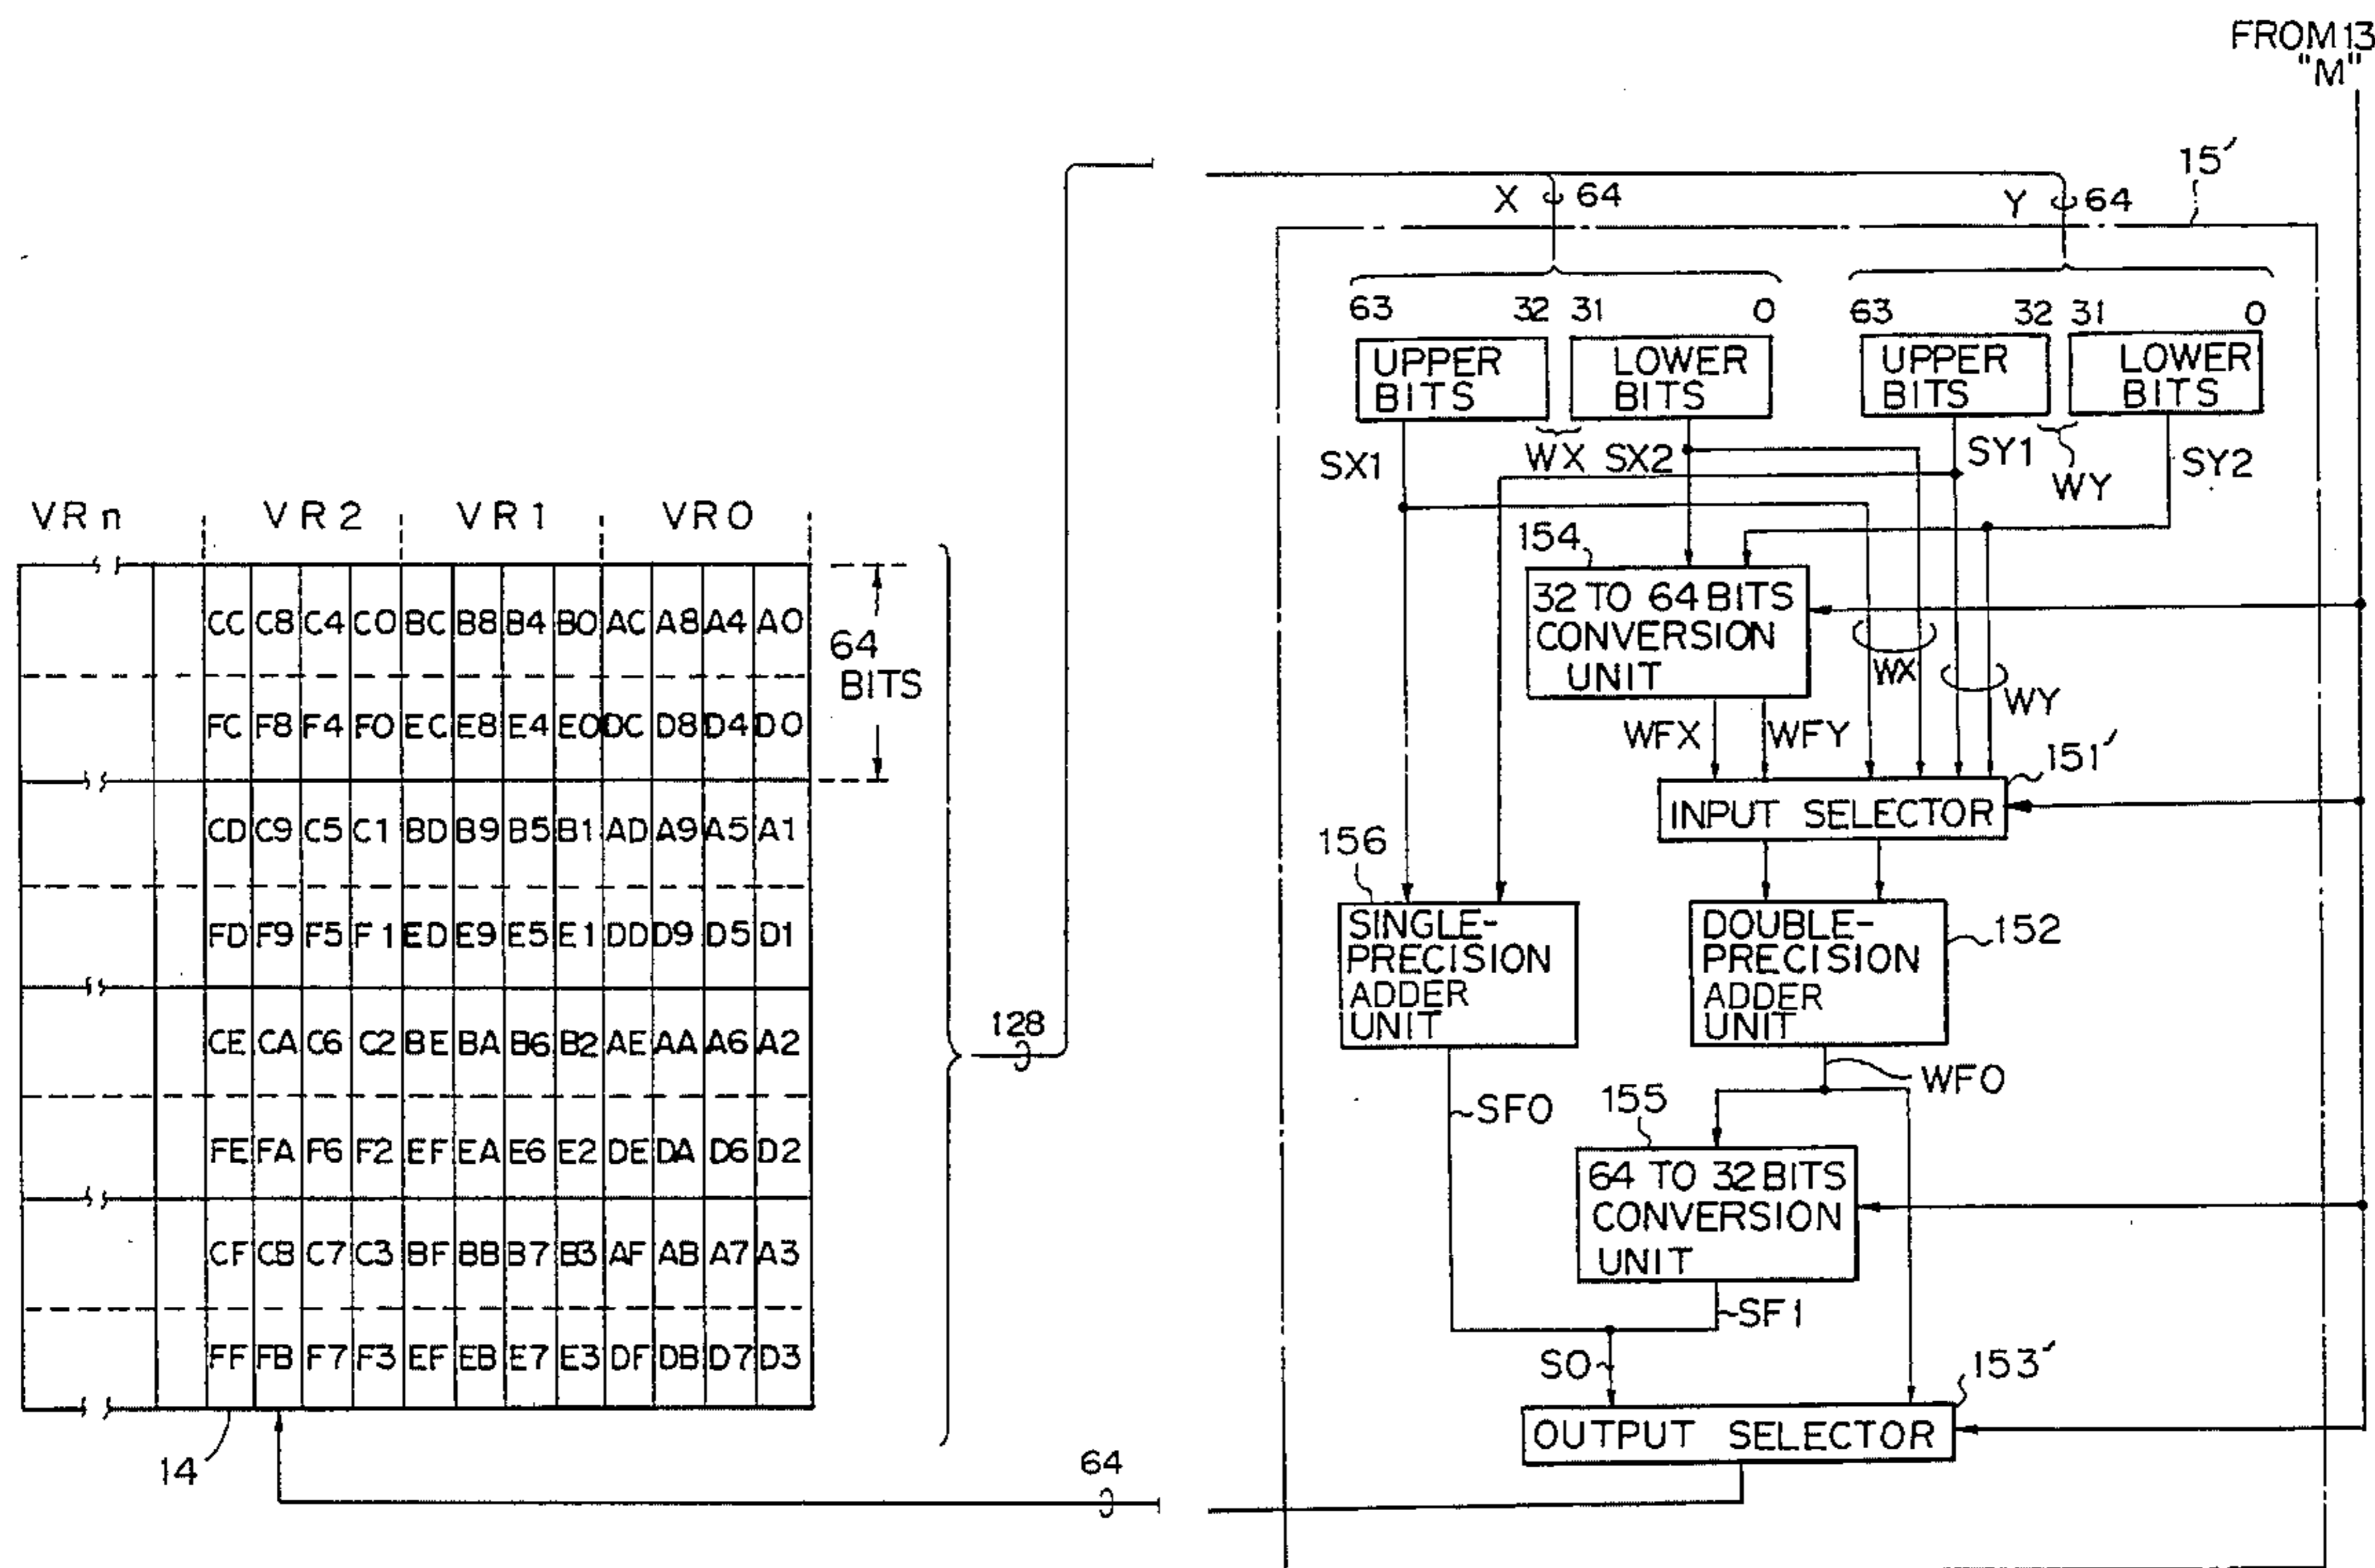 FROM 13
"M"
15'
X 64 Y 64
63 32 31 0 63 32 31 0
UPPER BITS
LOWER BITS
UPPER BITS
LOWER BITS
SX1 WX SX2 SY1 WY SY2
VRn VR2 VR1 VR0
CC C8 C4 C0 BC B8 B4 B0 AC A8 A4 A0
FC F8 F4 F0 EC E8 E4 E0 DC D8 D4 D0
CD C9 C5 C1 BD B9 B5 B1 AD A9 A5 A1
FD F9 F5 F1 ED E9 E5 E1 DD D9 D5 D1
CE CA C6 C2 BE BA B6 B2 AE AA A6 A2
FE FA F6 F2 EF EA E6 E2 DE DA D6 D2
CF CB C7 C3 BF BB B7 B3 AF AB A7 A3
FF FB F7 F3 EF EB E7 E3 DF DB D7 D3
64
BITS
14
128
64
154
32 TO 64 BITS
CONVERSION
UNIT
WX
WY
WFX WFY
151'
INPUT SELECTOR
156
SINGLE-
PRECISION
ADDER
UNIT
DOUBLE-
PRECISION
ADDER
UNIT
152
WFO
SFO
155
64 TO 32 BITS
CONVERSION
UNIT
SF1
SO
153'
OUTPUT SELECTOR